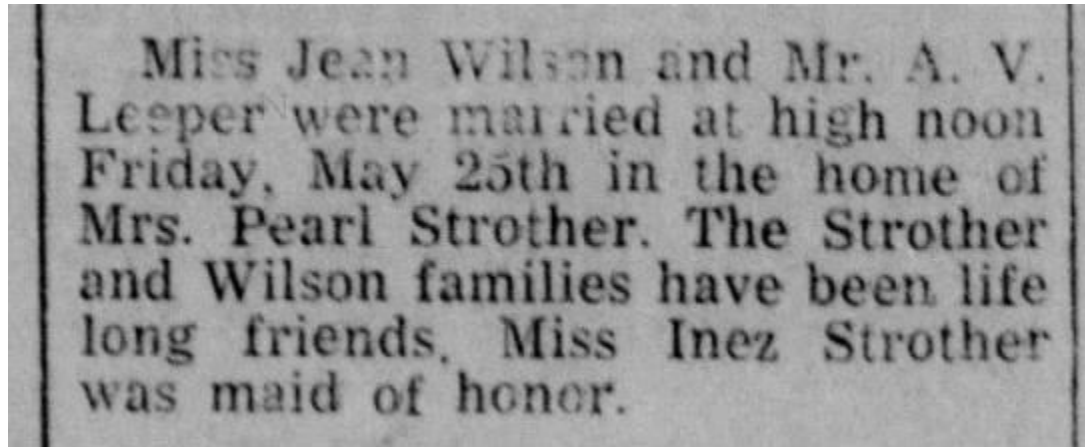 Miss Jean Wilson and Mr. A. V.
Leeper were married at high noon
Friday, May 25th in the home of
Mrs. Pearl Strother. The Strother
and Wilson families have been life
long friends. Miss Inez Strother
was maid of honor.